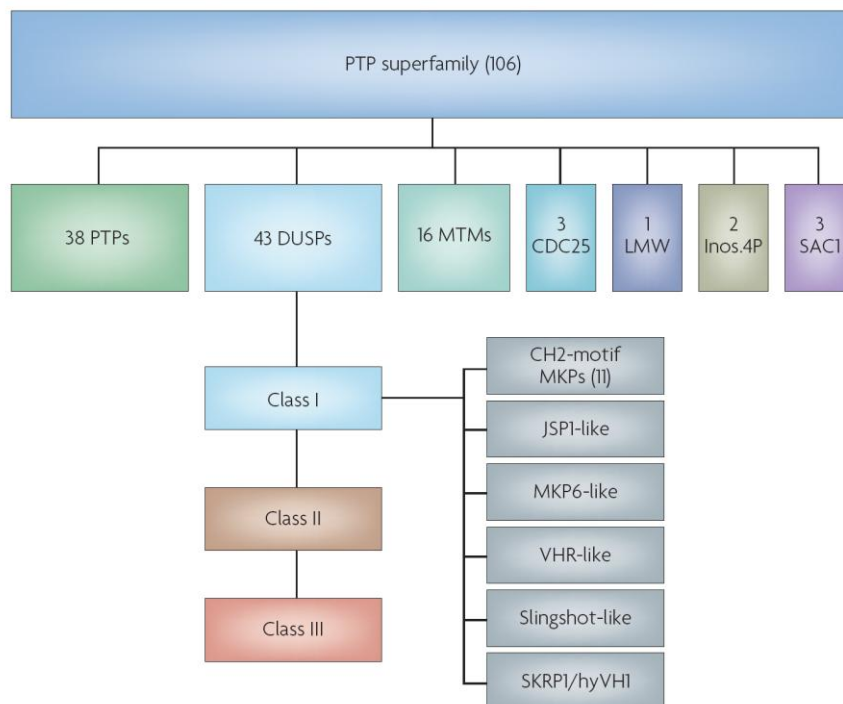 PTP superfamily (106)
38 PTPs
43 DUSPs
16 MTMs
3
CDC25
1
LMW
2
Inos.4P
3
SAC1
Class I
CH2-motif
MKPs (11)
JSP1-like
MKP6-like
VHR-like
Class II
Slingshot-like
Class III
SKRP1/hyVH1